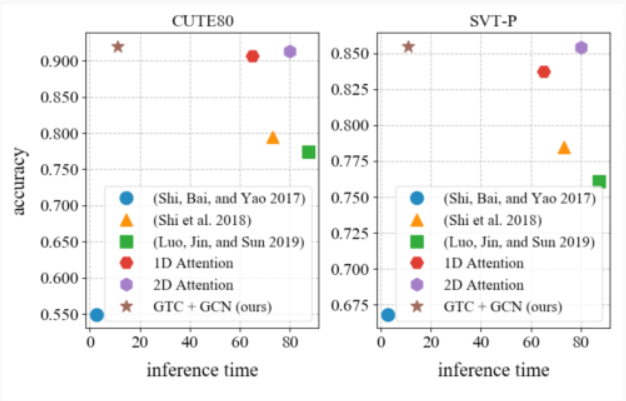 CUTE80
0.900
0.850
0.800
0.750
0.700
0.650
0.600
0.550
accuracy
0 20 40 60 80
inference time
(Shi, Bai, and Yao 2017)
(Shi et al. 2018)
(Luo, Jin, and Sun 2019)
1D Attention
2D Attention
GTC + GCN (ours)
SVT-P
0.850
0.825
0.800
0.775
0.750
0.725
0.700
0.675
0 20 40 60 80
inference time
(Shi, Bai, and Yao 2017)
(Shi et al. 2018)
(Luo, Jin, and Sun 2019)
1D Attention
2D Attention
GTC + GCN (ours)